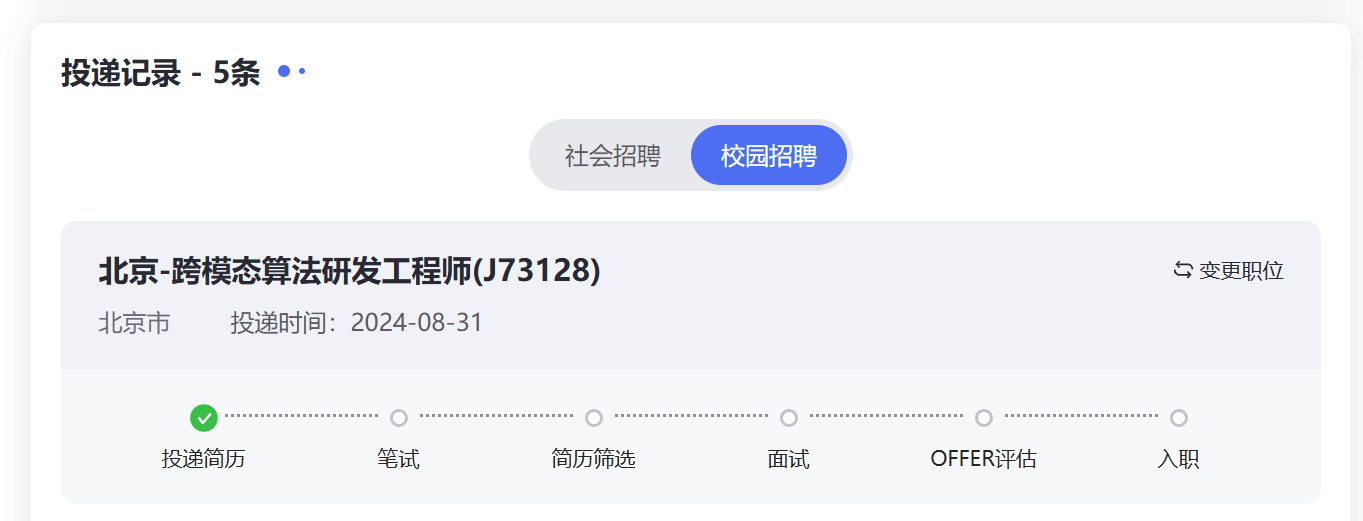 投递记录 - 5条
社会招聘 校园招聘
北京-跨模态算法研发工程师(J73128) 变更职位
北京市 投递时间：2024-08-31
投递简历 笔试 简历筛选 面试 OFFER评估 入职